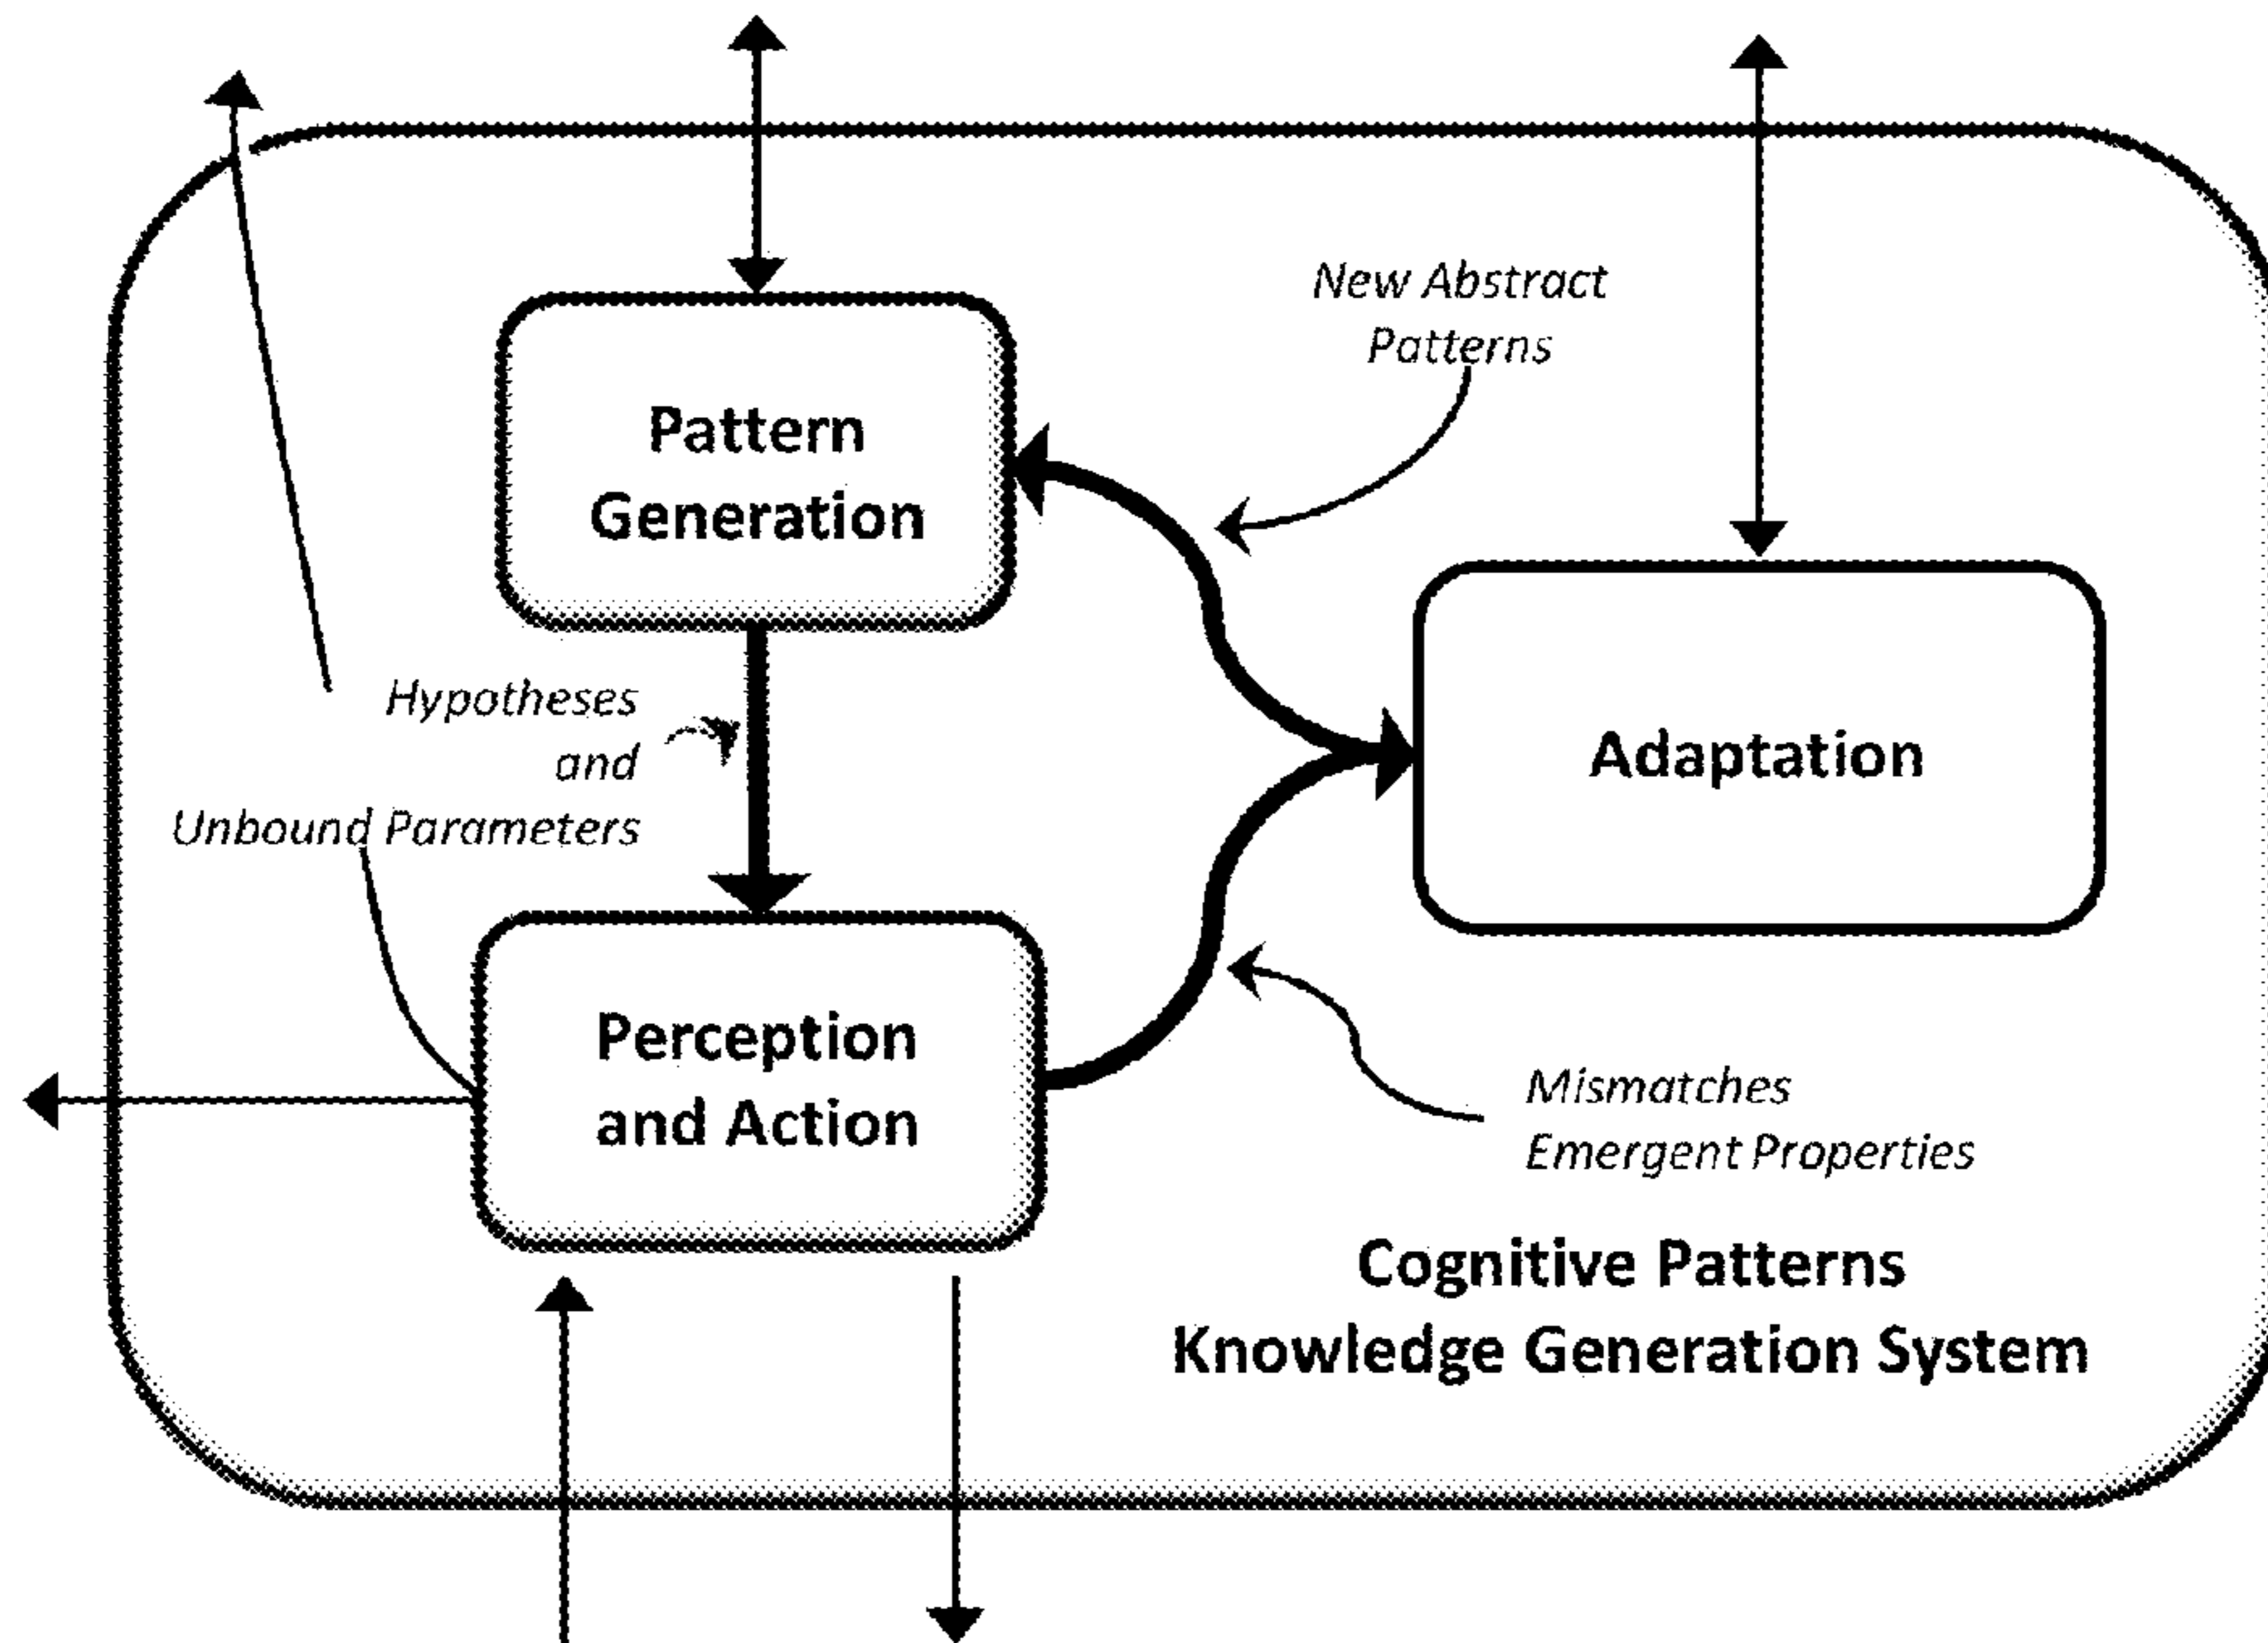 New Abstract
Patterns
Pattern
Generation
Hypotheses
and
Unbound Parameters
Adaptation
Perception
and Action
Mismatches
Emergent Properties
Cognitive Patterns
Knowledge Generation System